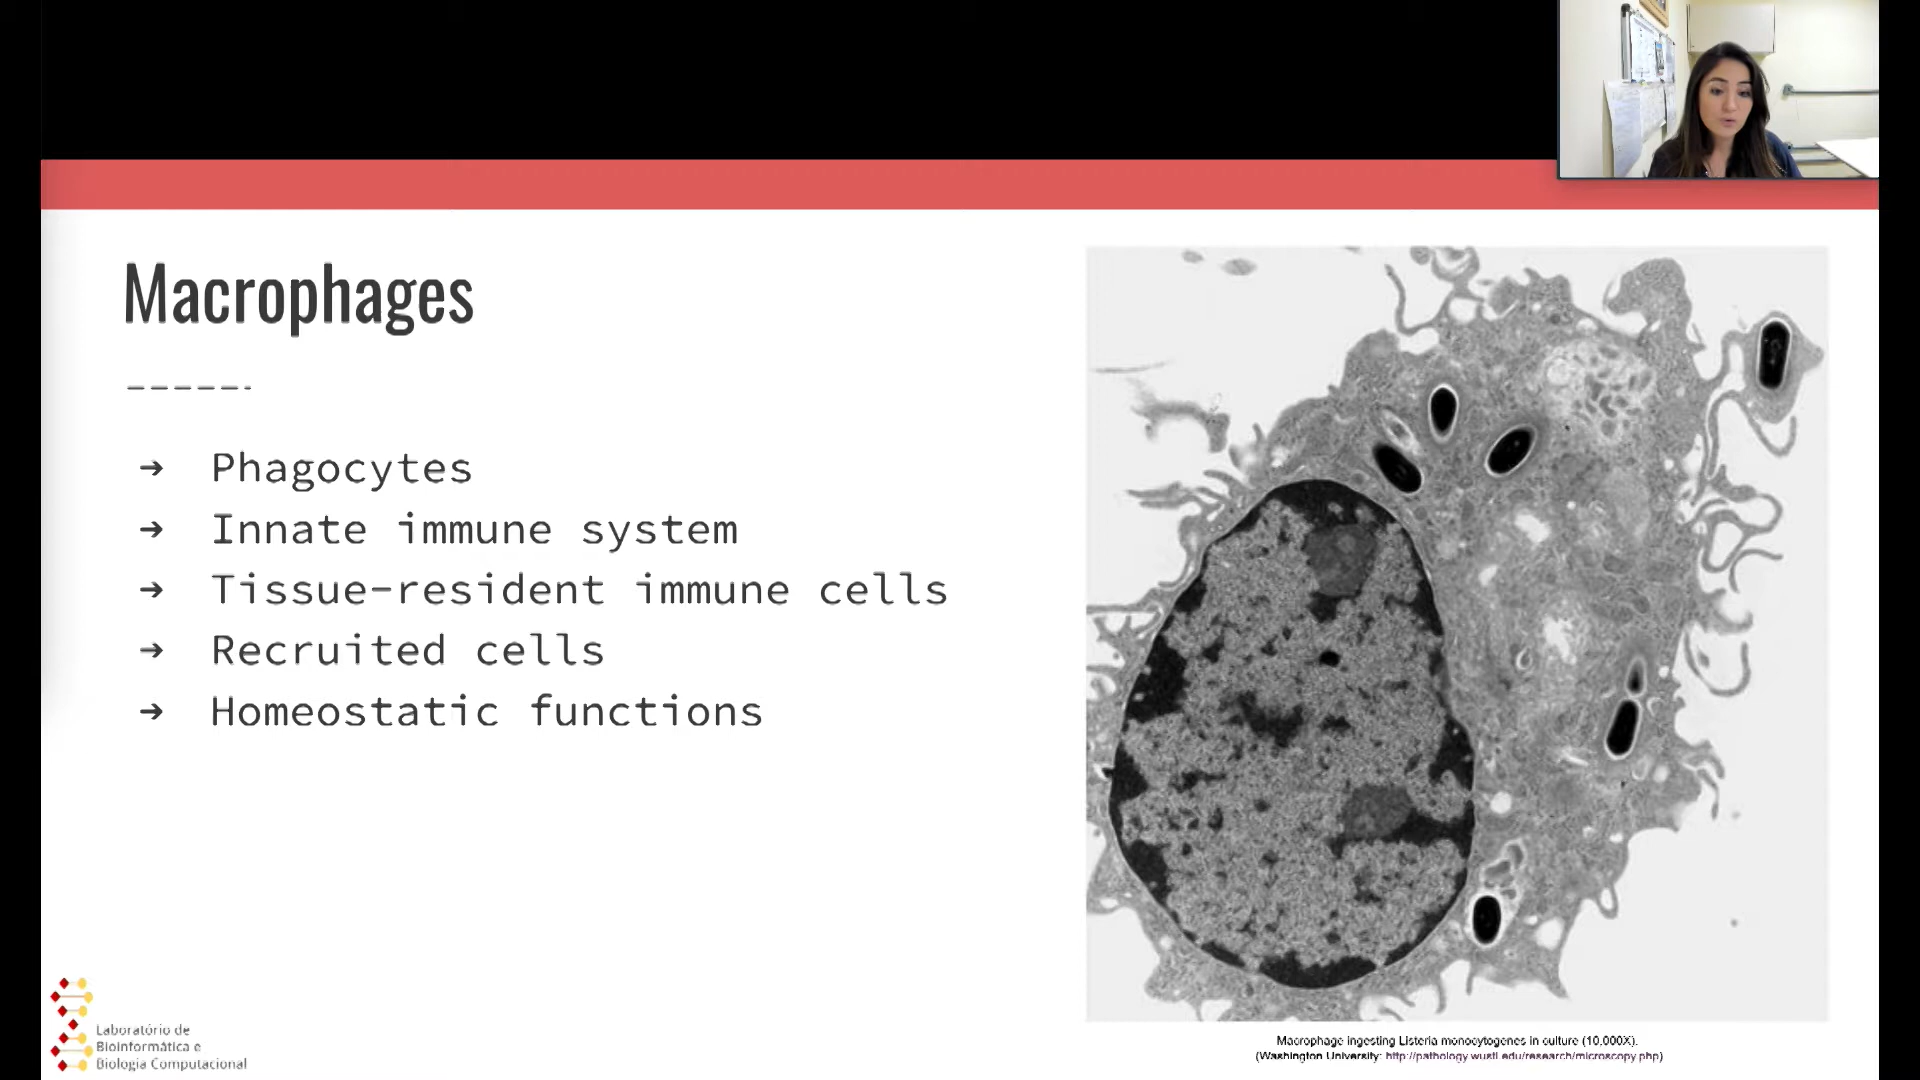 Macrophages
➔ Phagocytes
➔ Innate immune system
➔ Tissue-resident immune cells
➔ Recruited cells
➔ Homeostatic functions
Macrophage ingesting Listeria monocytogenes in culture (10,000X).
(Washington University: http://pathology.wustl.edu/research/microscopy.php)
Laboratório de
Bioinformática e
Biologia Computacional